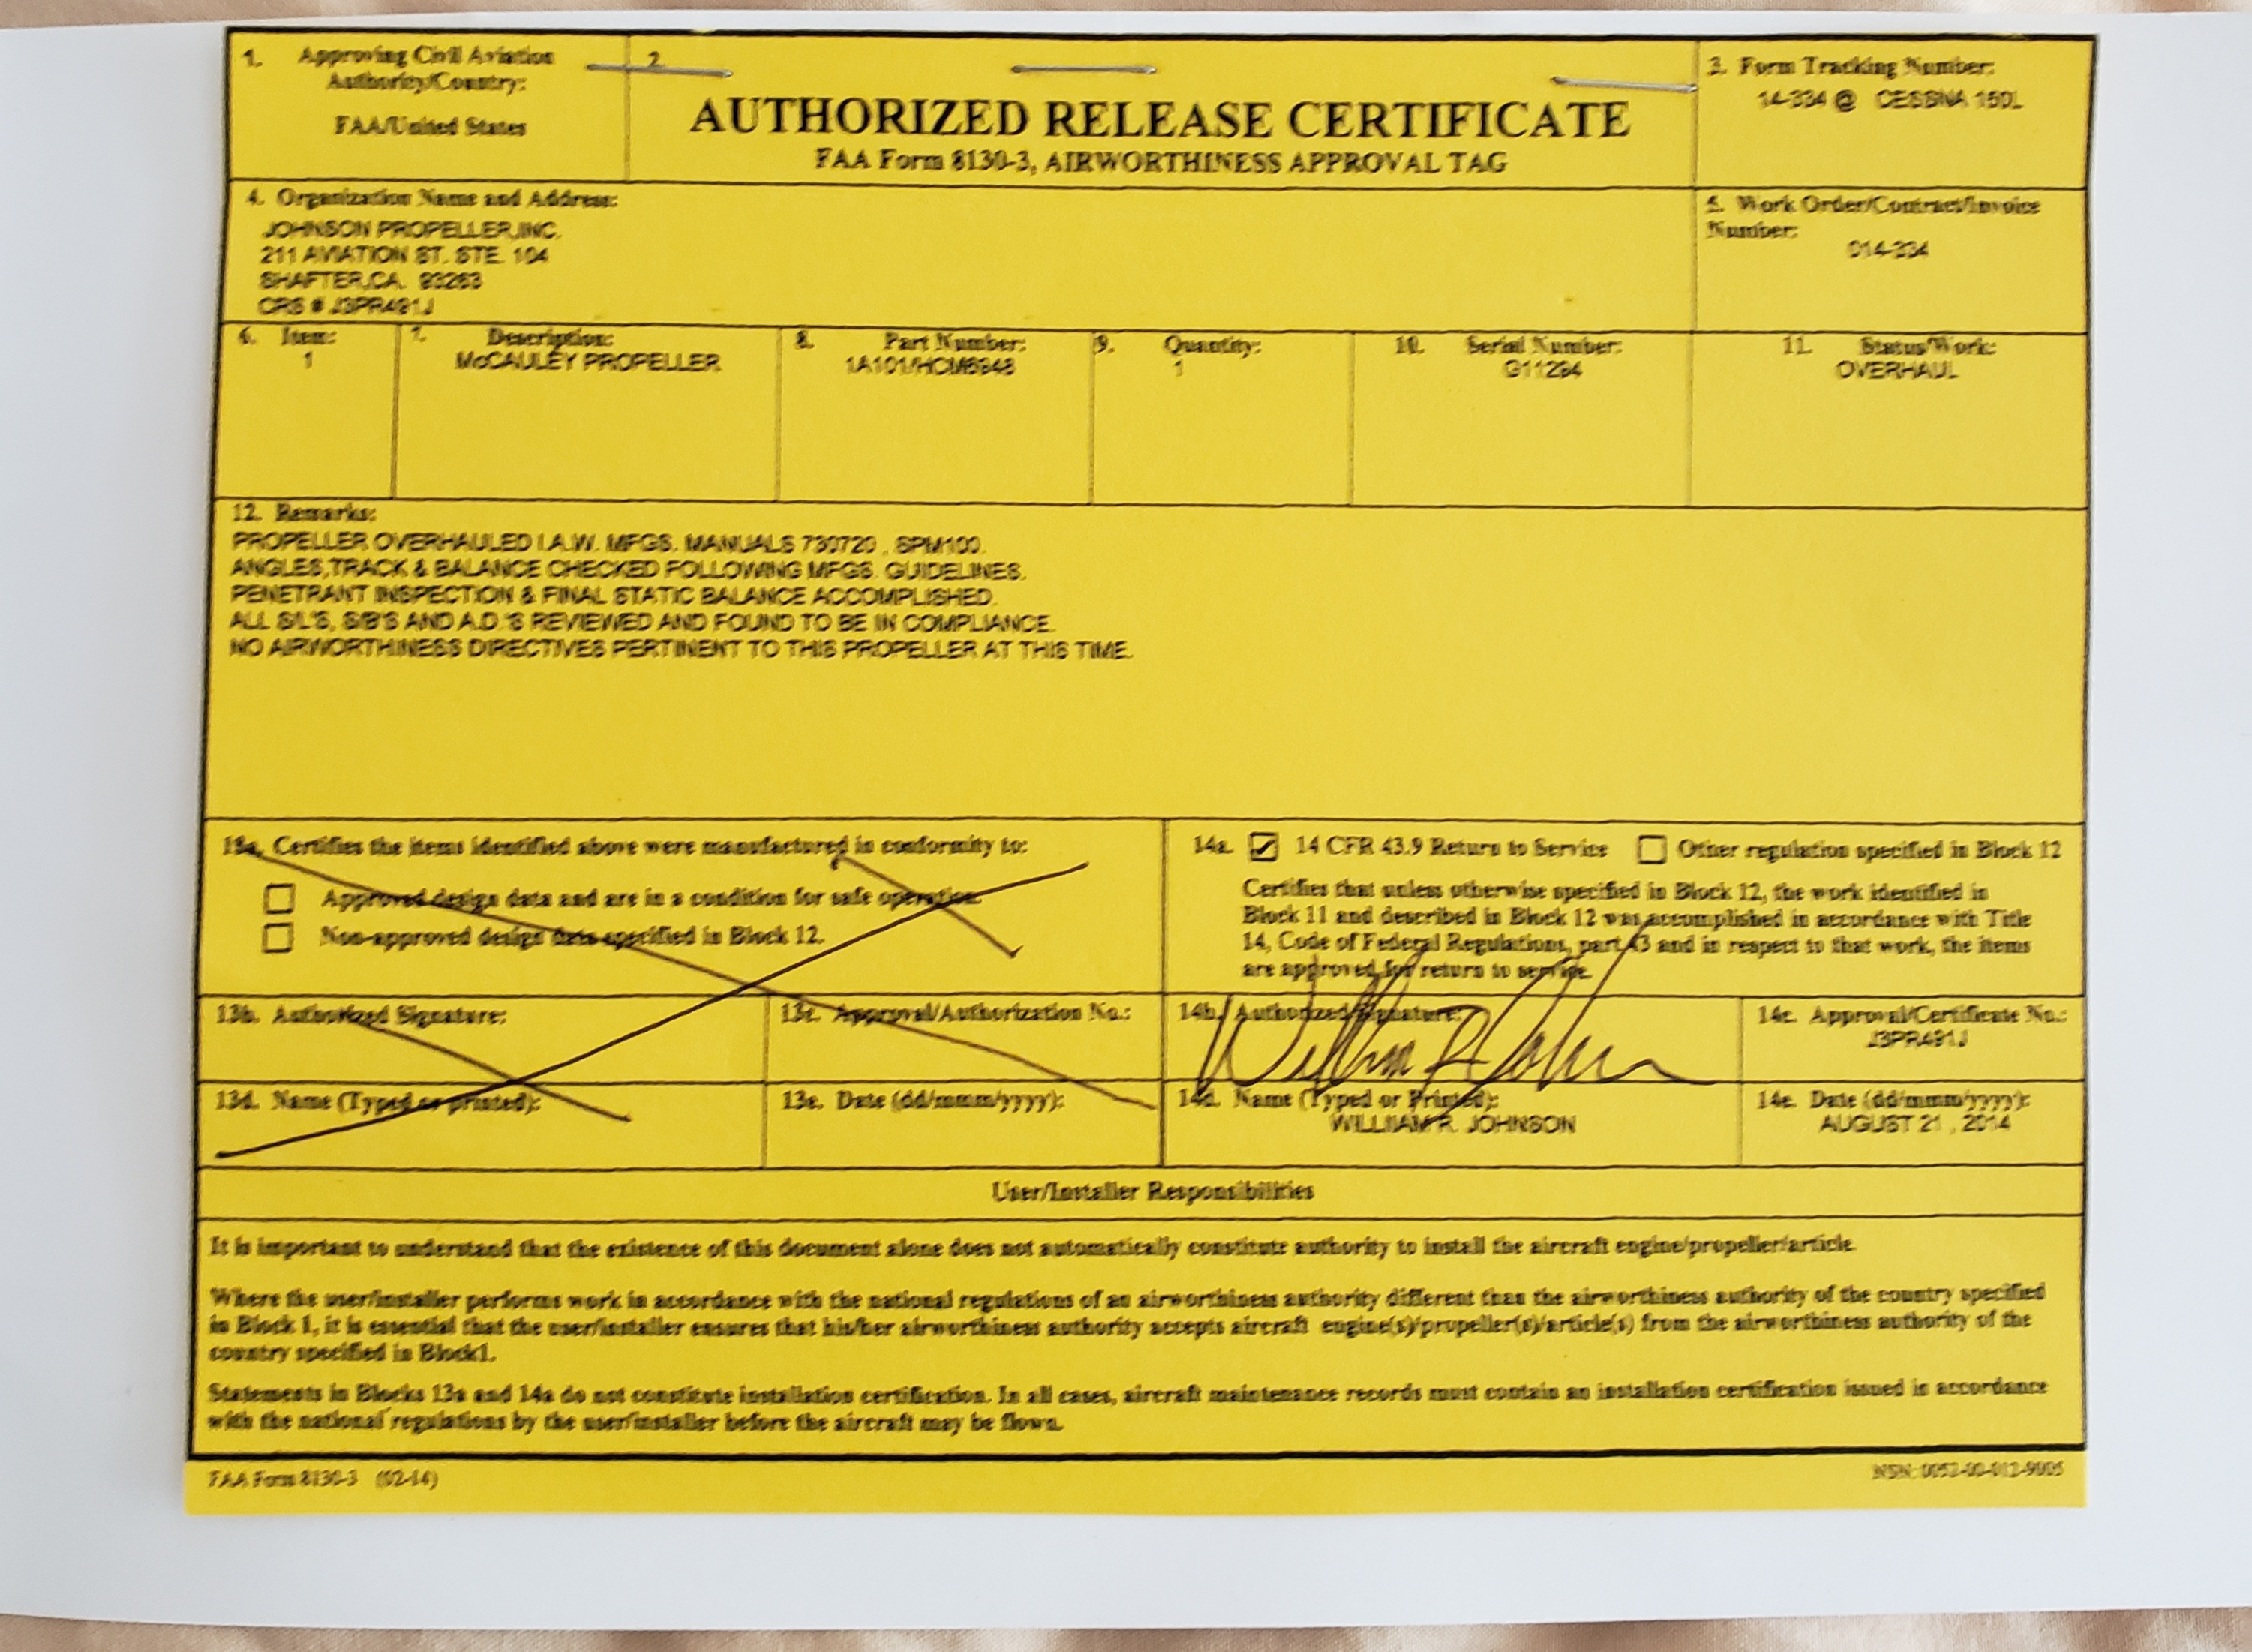 1. Approving Civil Aviation
Authority/Country:
FAA/United States
2.
AUTHORIZED RELEASE CERTIFICATE
FAA Form 8130-3, AIRWORTHINESS APPROVAL TAG
3. Form Tracking Number:
14-334 @ CESSNA 150L
4. Organization Name and Address:
JOHNSON PROPELLER,INC.
211 AVIATION ST. STE. 104
SHAFTER,CA. 93263
CRS # J3PR491J
5. Work Order/Contract/Invoice
Number:
014-334
6. Item:
1
7. Description:
McCAULEY PROPELLER
8. Part Number:
1A101/HCM6948
9. Quantity:
1
10. Serial Number:
G11294
11. Status/Work:
OVERHAUL
12. Remarks:
PROPELLER OVERHAULED I.A.W. MFGS. MANUALS 730720 , SPM100.
ANGLES,TRACK & BALANCE CHECKED FOLLOWING MFGS. GUIDELINES.
PENETRANT INSPECTION & FINAL STATIC BALANCE ACCOMPLISHED.
ALL S/L'S, S/B'S AND A.D.'S REVIEWED AND FOUND TO BE IN COMPLIANCE.
NO AIRWORTHINESS DIRECTIVES PERTINENT TO THIS PROPELLER AT THIS TIME.
13a. Certifies the items identified above were manufactured in conformity to:
Approved design data and are in a condition for safe operation.
Non-approved design data specified in Block 12.
14a. 14 CFR 43.9 Return to Service Other regulation specified in Block 12
Certifies that unless otherwise specified in Block 12, the work identified in
Block 11 and described in Block 12 was accomplished in accordance with Title
14, Code of Federal Regulations, part 43 and in respect to that work, the items
are approved for return to service.
13b. Authorized Signature:
13c. Approval/Authorization No.:
14b. Authorized Signature:
William R Johnson
14c. Approval/Certificate No.:
J3PR491J
13d. Name (Typed or printed):
13e. Date (dd/mmm/yyyy):
14d. Name (Typed or Printed):
WILLIIAM R. JOHNSON
14e. Date (dd/mmm/yyyy):
AUGUST 21 , 2014
User/Installer Responsibilities
It is important to understand that the existence of this document alone does not automatically constitute authority to install the aircraft engine/propeller/article.
Where the user/installer performs work in accordance with the national regulations of an airworthiness authority different than the airworthiness authority of the country specified
in Block 1, it is essential that the user/installer ensures that his/her airworthiness authority accepts aircraft engine(s)/propeller(s)/article(s) from the airworthiness authority of the
country specified in Block1.
Statements in Blocks 13a and 14a do not constitute installation certification. In all cases, aircraft maintenance records must contain an installation certification issued in accordance
with the national regulations by the user/installer before the aircraft may be flown.
FAA Form 8130-3 (02-14)
NSN: 0052-00-012-9005